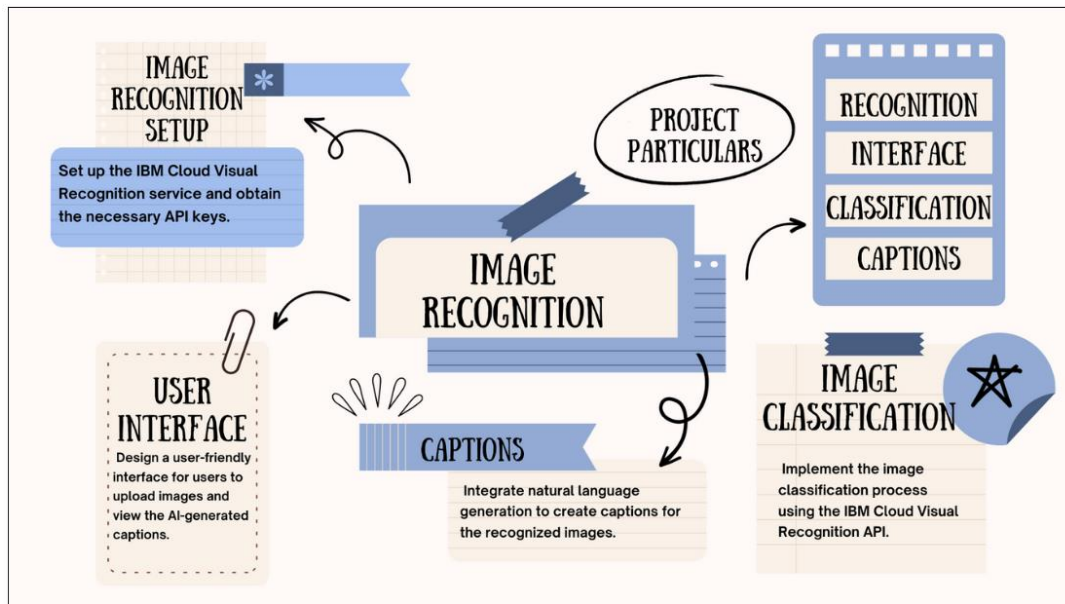 IMAGE
RECOGNITION
SETUP
Set up the IBM Cloud Visual
Recognition service and obtain
the necessary API keys.
PROJECT
PARTICULARS
RECOGNITION
INTERFACE
CLASSIFICATION
CAPTIONS
IMAGE
RECOGNITION
USER
INTERFACE
Design a user-friendly
interface for users to
upload images and
view the AI-generated
captions.
CAPTIONS
Integrate natural language
generation to create captions for
the recognized images.
IMAGE
CLASSIFICATION
Implement the image
classification process
using the IBM Cloud Visual
Recognition API.